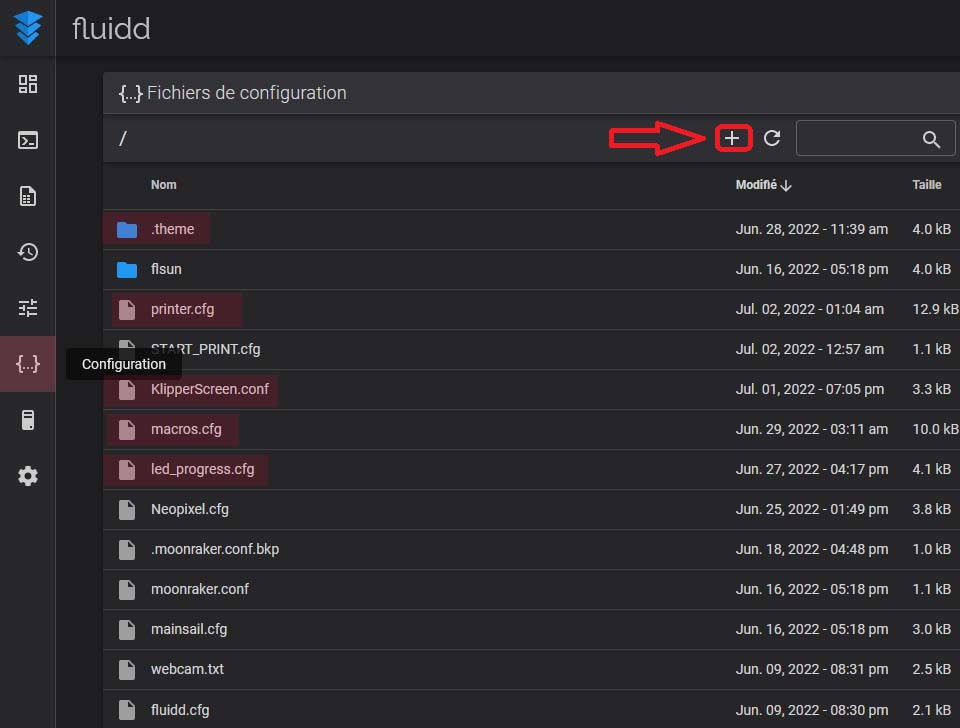 fluidd
{...} Fichiers de configuration
/
Nom Modifié Taille
.theme Jun. 28, 2022 - 11:39 am 4.0 kB
flsun Jun. 16, 2022 - 05:18 pm 4.0 kB
printer.cfg Jul. 02, 2022 - 01:04 am 12.9 kB
START_PRINT.cfg Jul. 02, 2022 - 12:57 am 1.1 kB
{...} Configuration
KlipperScreen.conf Jul. 01, 2022 - 07:05 pm 3.3 kB
macros.cfg Jun. 29, 2022 - 03:11 am 10.0 kB
led_progress.cfg Jun. 27, 2022 - 04:17 pm 4.1 kB
Neopixel.cfg Jun. 25, 2022 - 01:49 pm 3.8 kB
.moonraker.conf.bkp Jun. 18, 2022 - 04:48 pm 1.0 kB
moonraker.conf Jun. 16, 2022 - 05:18 pm 1.1 kB
mainsail.cfg Jun. 16, 2022 - 05:18 pm 3.0 kB
webcam.txt Jun. 09, 2022 - 08:31 pm 2.5 kB
fluidd.cfg Jun. 09, 2022 - 08:30 pm 2.1 kB